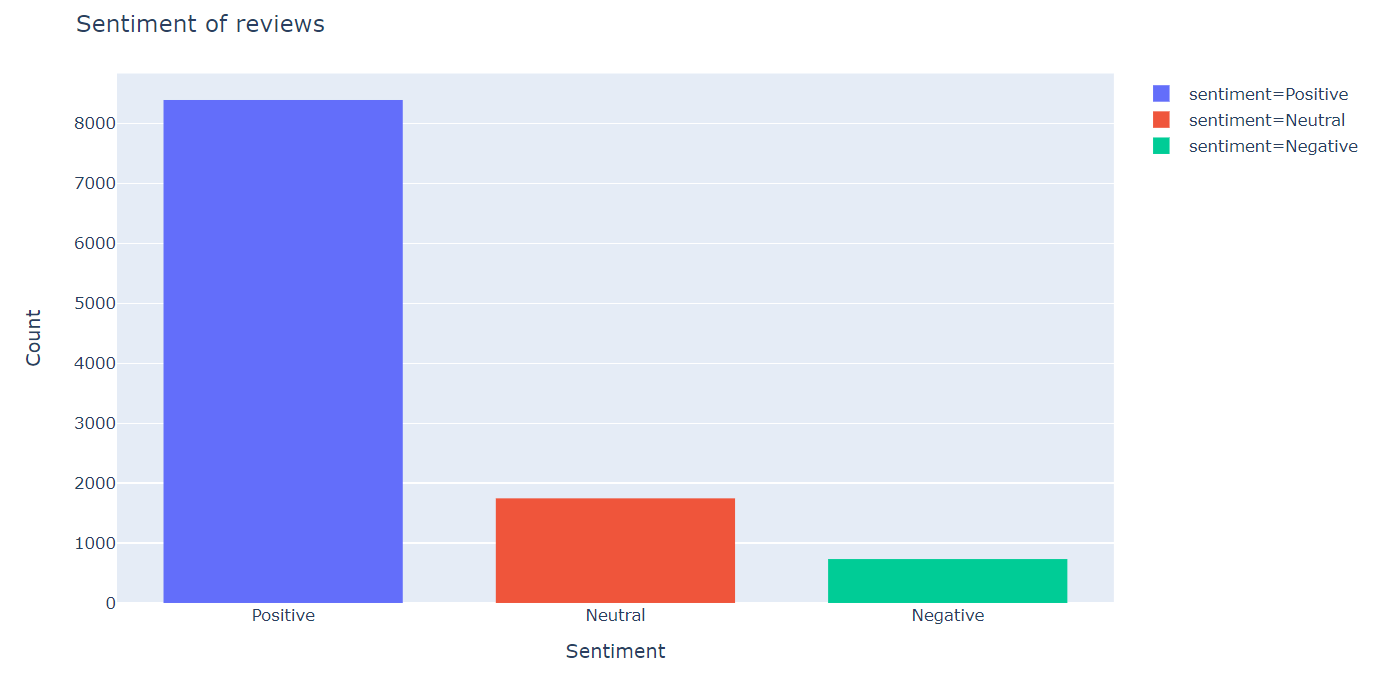 Sentiment of reviews
sentiment=Positive
sentiment=Neutral
sentiment=Negative
8000
7000
6000
5000
4000
3000
2000
1000
0
Count
Positive Neutral Negative
Sentiment